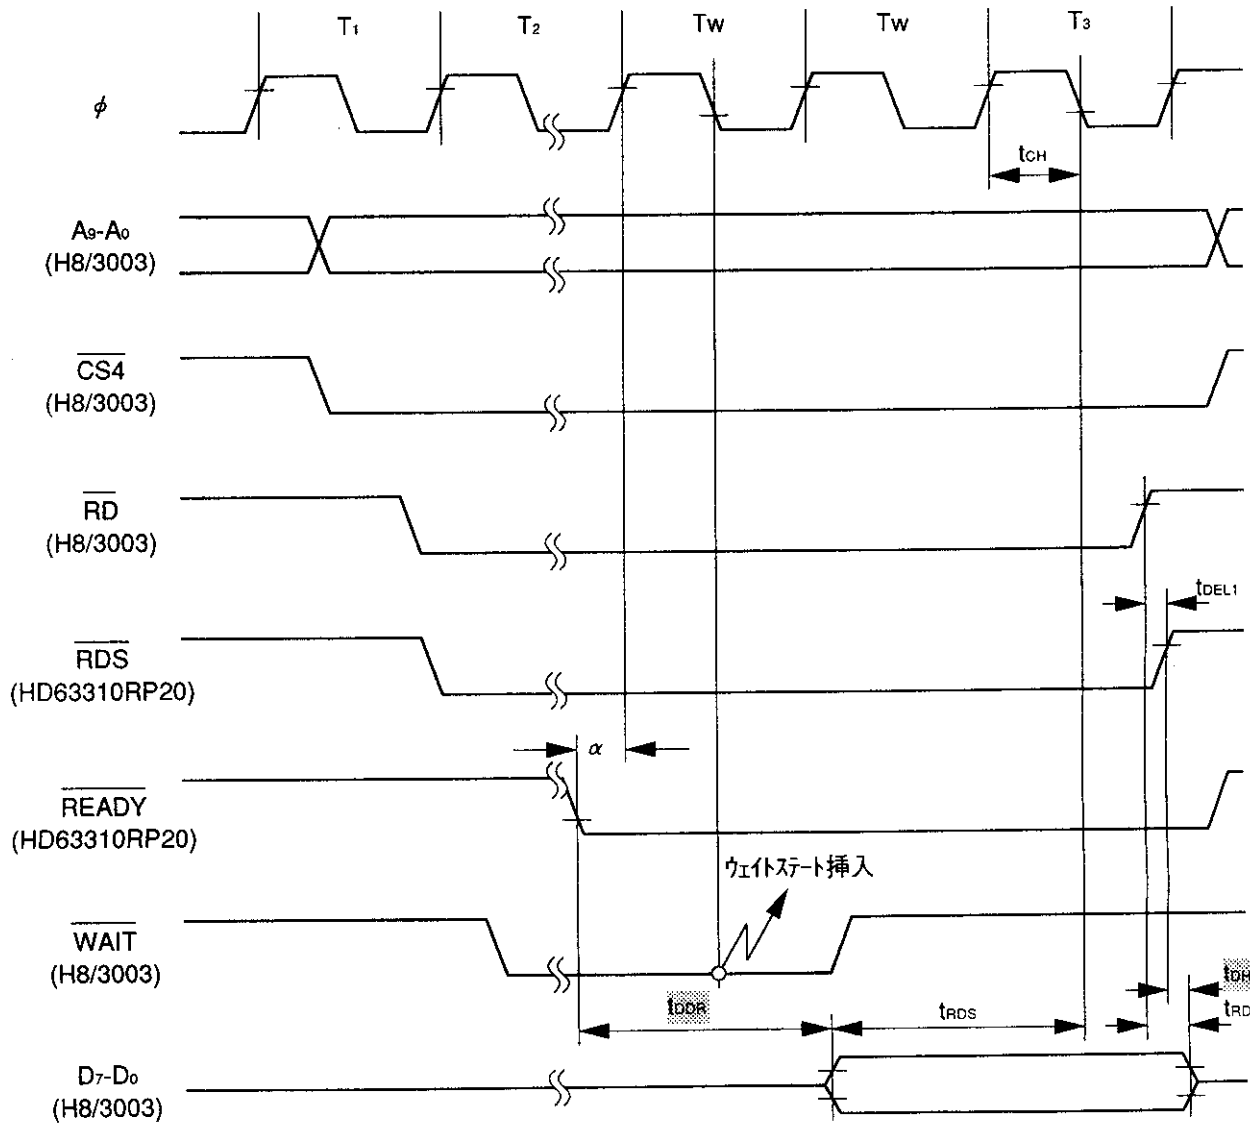 T1 T2 Tw Tw T3
φ
tCH
A9-A0
(H8/3003)
CS4
(H8/3003)
RD
(H8/3003)
tDEL1
RDS
(HD63310RP20)
α
READY
(HD63310RP20)
ウェイトステート挿入
WAIT
(H8/3003)
tDH
tDDR
tRDS
tRD
D7-D0
(H8/3003)